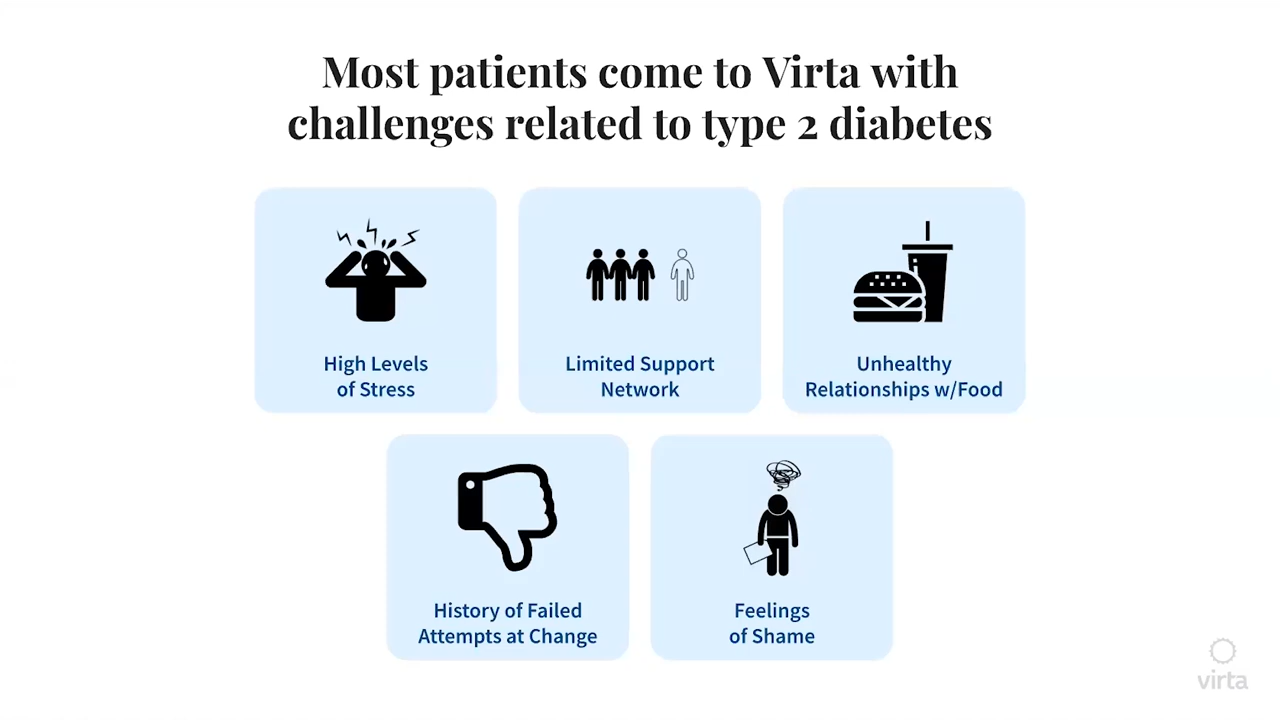 Most patients come to Virta with
challenges related to type 2 diabetes
High Levels
of Stress
Limited Support
Network
Unhealthy
Relationships w/Food
History of Failed
Attempts at Change
Feelings
of Shame
virta